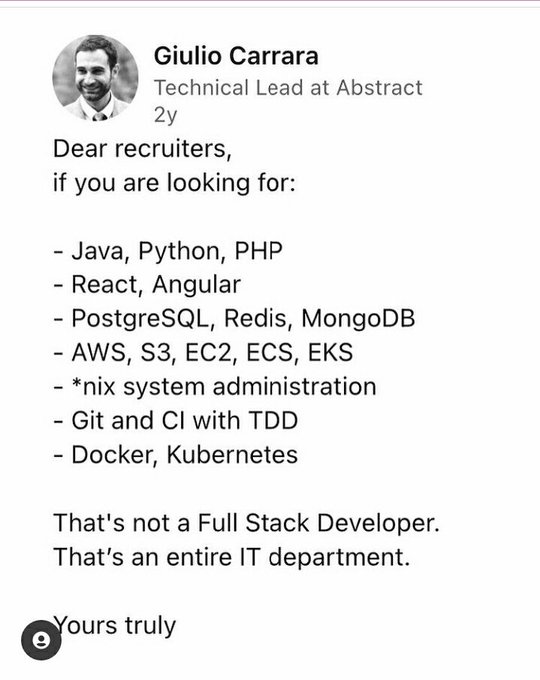 Giulio Carrara
Technical Lead at Abstract
2y
Dear recruiters,
if you are looking for:
- Java, Python, PHP
- React, Angular
- PostgreSQL, Redis, MongoDB
- AWS, S3, EC2, ECS, EKS
- *nix system administration
- Git and CI with TDD
- Docker, Kubernetes
That's not a Full Stack Developer.
That’s an entire IT department.
Yours truly